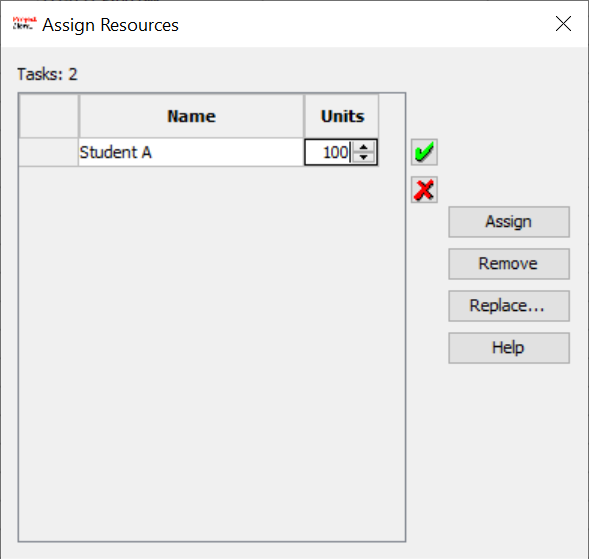 Assign Resources
Tasks: 2
Name Units
Student A 100
Assign
Remove
Replace...
Help